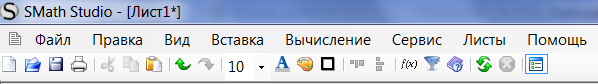 SMath Studio - [Лист1*]
Файл Правка Вид Вставка Вычисление Сервис Листы Помощь
10 A f(x)